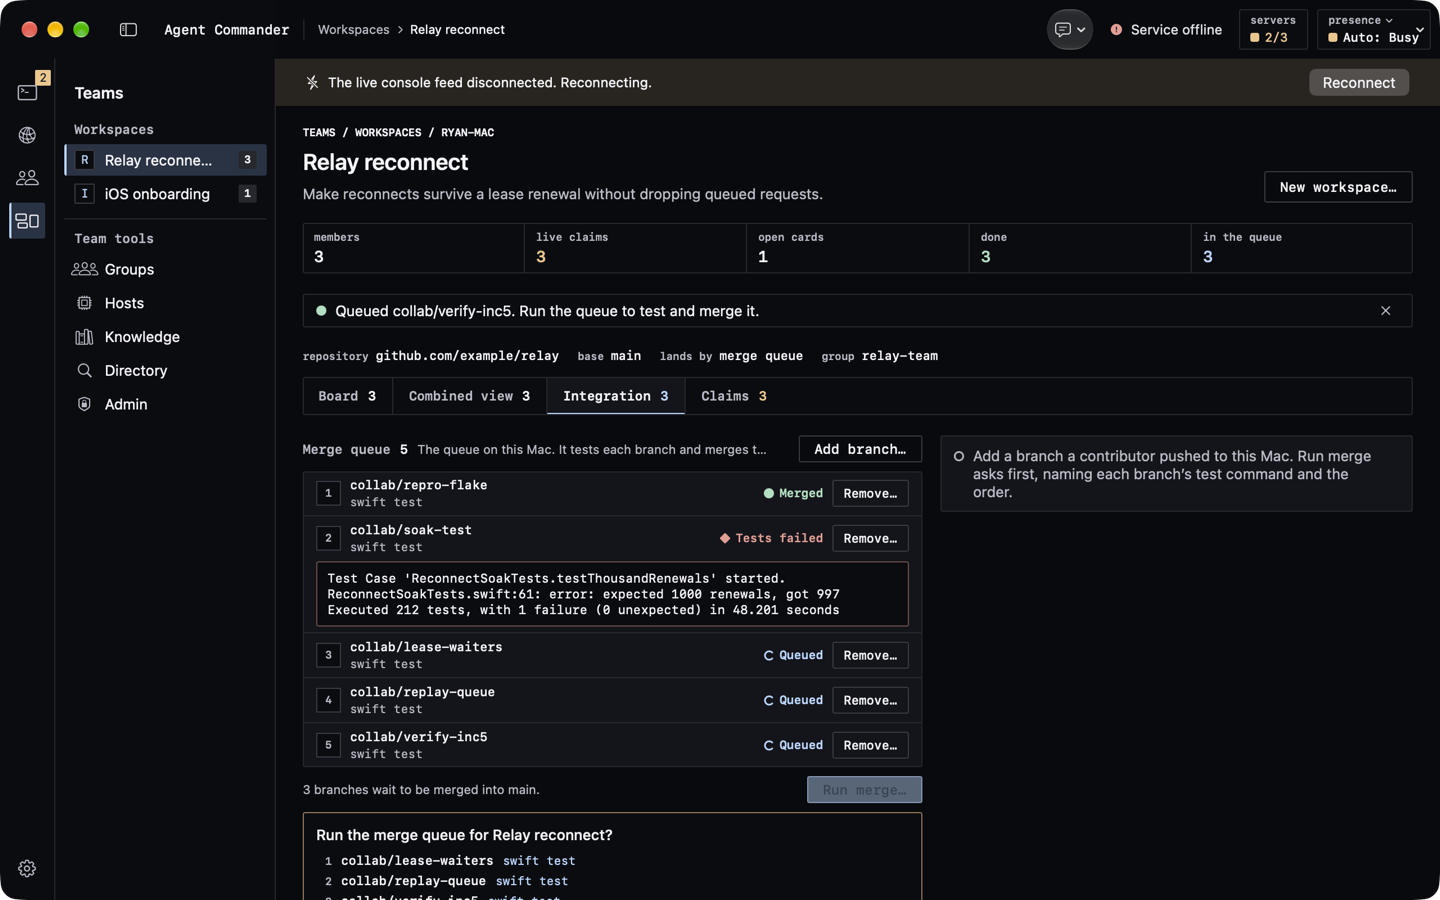 Agent Commander
Workspaces > Relay reconnect
Service offline
servers
2/3
presence
Auto: Busy
2
Teams
Workspaces
R Relay reconne... 3
I iOS onboarding 1
Team tools
Groups
Hosts
Knowledge
Directory
Admin
The live console feed disconnected. Reconnecting.
Reconnect
TEAMS / WORKSPACES / RYAN-MAC
Relay reconnect
Make reconnects survive a lease renewal without dropping queued requests.
New workspace…
members
3
live claims
3
open cards
1
done
3
in the queue
3
Queued collab/verify-inc5. Run the queue to test and merge it.
repository github.com/example/relay base main lands by merge queue group relay-team
Board 3 Combined view 3 Integration 3 Claims 3
Merge queue 5 The queue on this Mac. It tests each branch and merges t...
Add branch…
1 collab/repro-flake
swift test
Merged Remove…
2 collab/soak-test
swift test
Tests failed Remove…
Test Case 'ReconnectSoakTests.testThousandRenewals' started.
ReconnectSoakTests.swift:61: error: expected 1000 renewals, got 997
Executed 212 tests, with 1 failure (0 unexpected) in 48.201 seconds
3 collab/lease-waiters
swift test
Queued Remove…
4 collab/replay-queue
swift test
Queued Remove…
5 collab/verify-inc5
swift test
Queued Remove…
3 branches wait to be merged into main.
Run merge…
Run the merge queue for Relay reconnect?
1 collab/lease-waiters swift test
2 collab/replay-queue swift test
3 collab/verify-inc5 swift test
Add a branch a contributor pushed to this Mac. Run merge
asks first, naming each branch’s test command and the
order.